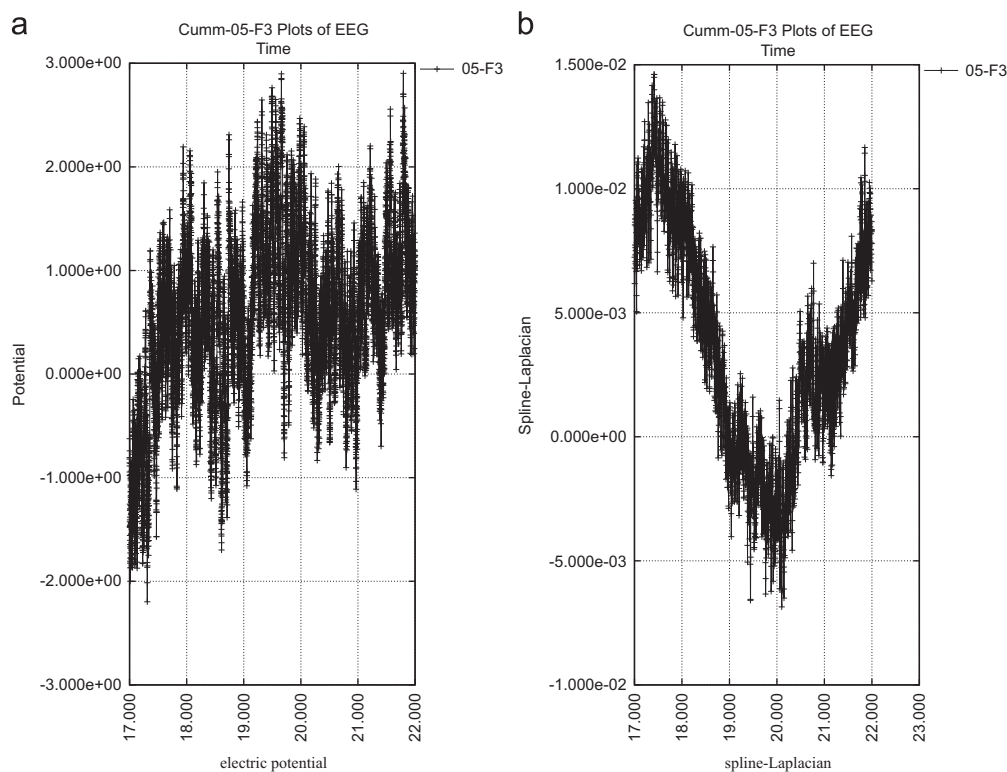 a
Cumm-05-F3 Plots of EEG
Time
05-F3
3.000e+00
2.000e+00
1.000e+00
0.000e+00
-1.000e+00
-2.000e+00
-3.000e+00
Potential
17.000
18.000
19.000
20.000
21.000
22.000
electric potential
b
Cumm-05-F3 Plots of EEG
Time
05-F3
1.500e-02
1.000e-02
5.000e-03
0.000e+00
-5.000e-03
-1.000e-02
Spline-Laplacian
17.000
18.000
19.000
20.000
21.000
22.000
23.000
spline-Laplacian